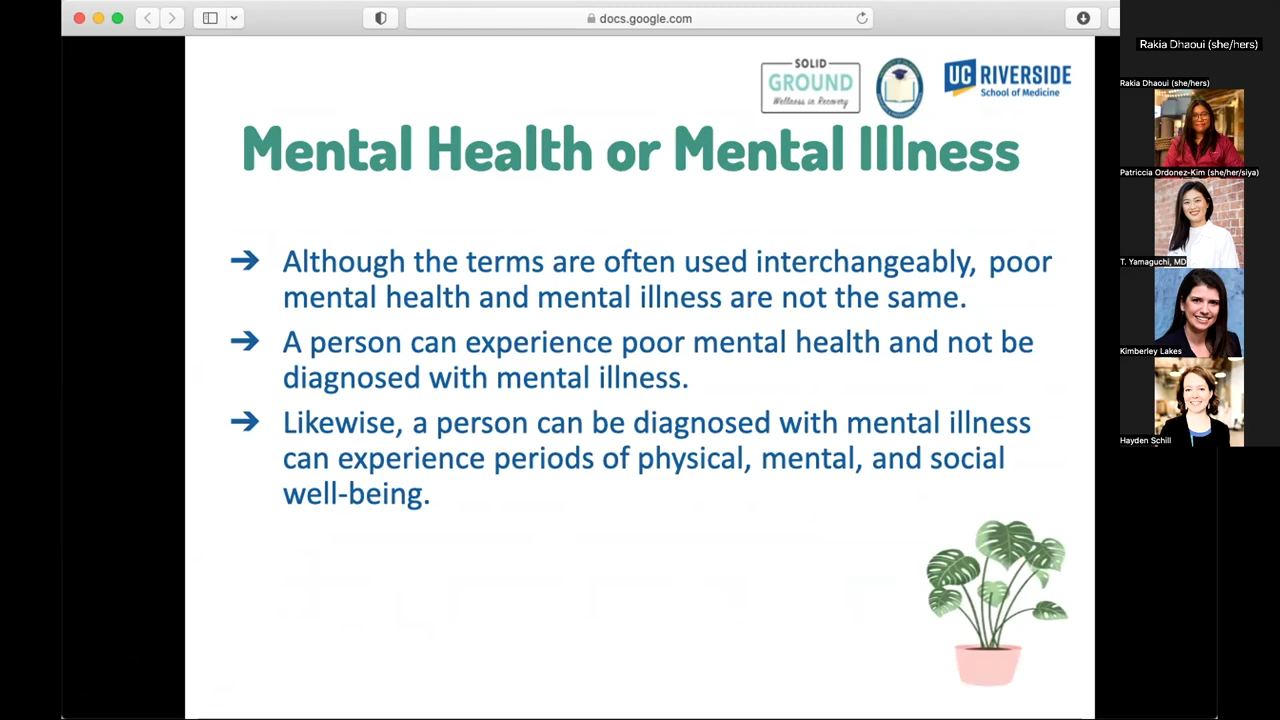 docs.google.com
Rakia Dhaoui (she/hers)
SOLID
GROUND
Wellness in Recovery
UC RIVERSIDE
School of Medicine
Mental Health or Mental Illness
➔ Although the terms are often used interchangeably, poor
mental health and mental illness are not the same.
➔ A person can experience poor mental health and not be
diagnosed with mental illness.
➔ Likewise, a person can be diagnosed with mental illness
can experience periods of physical, mental, and social
well-being.
Rakia Dhaoui (she/hers)
Patriccia Ordonez-Kim (she/her/siya)
T. Yamaguchi, MD
Kimberley Lakes
Hayden Schill